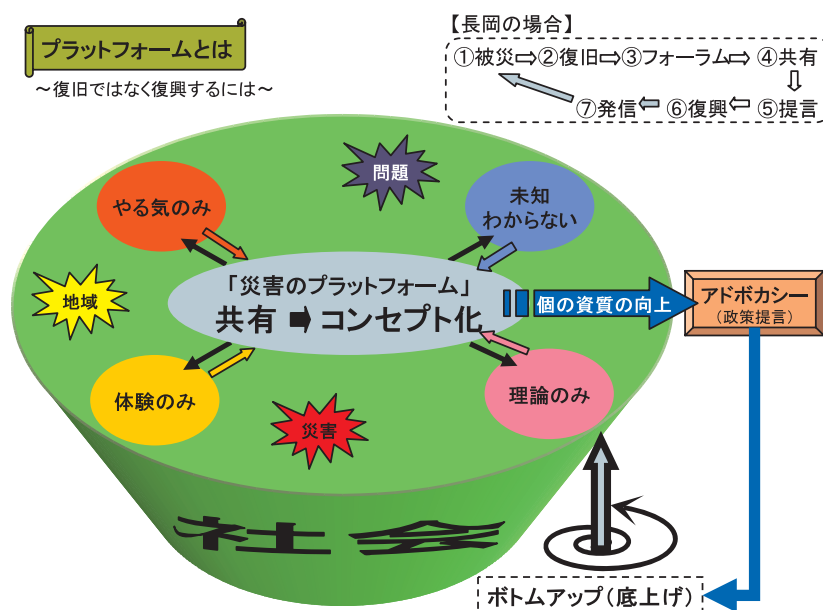 プラットフォームとは
～復旧ではなく復興するには～
【長岡の場合】
①被災⇨②復旧⇨③フォーラム⇨④共有
⇩
⑦発信⇦⑥復興⇦⑤提言
問題
やる気のみ
未知
わからない
地域
「災害のプラットフォーム」
共有➡コンセプト化
個の資質の向上
アドボカシー
（政策提言）
体験のみ
理論のみ
災害
社会
ボトムアップ（底上げ）